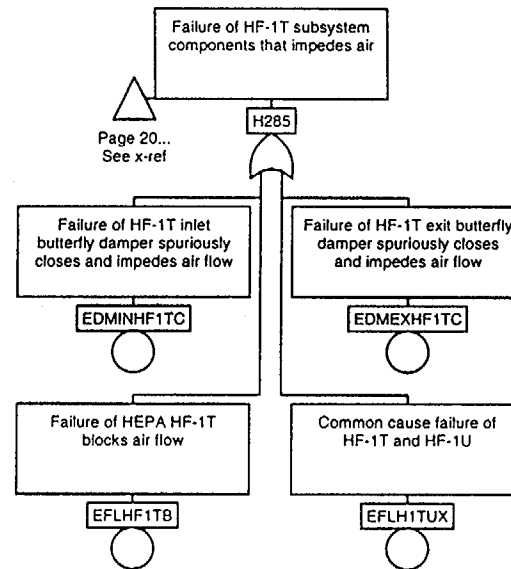 Failure of HF-1T subsystem
components that impedes air
H285
Page 20...
See x-ref
Failure of HF-1T inlet
butterfly damper spuriously
closes and impedes air flow
EDMINHF1TC
Failure of HF-1T exit butterfly
damper spuriously closes
and impedes air flow
EDMEXHF1TC
Failure of HEPA HF-1T
blocks air flow
EFLHF1TB
Common cause failure of
HF-1T and HF-1U
EFLH1TUX